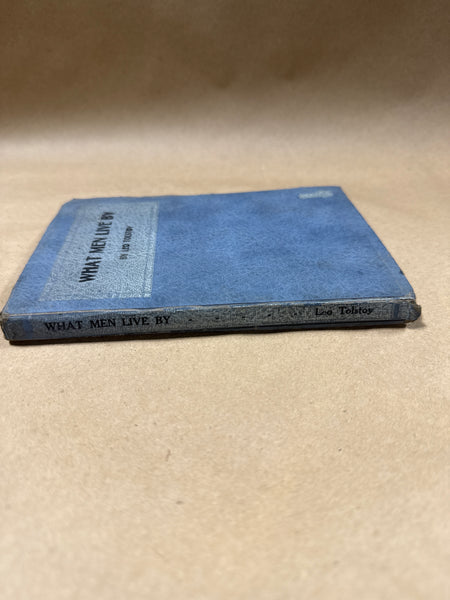 WHAT MEN LIVE BY
BY LEO TOLSTOY
WHAT MEN LIVE BY Leo Tolstoy